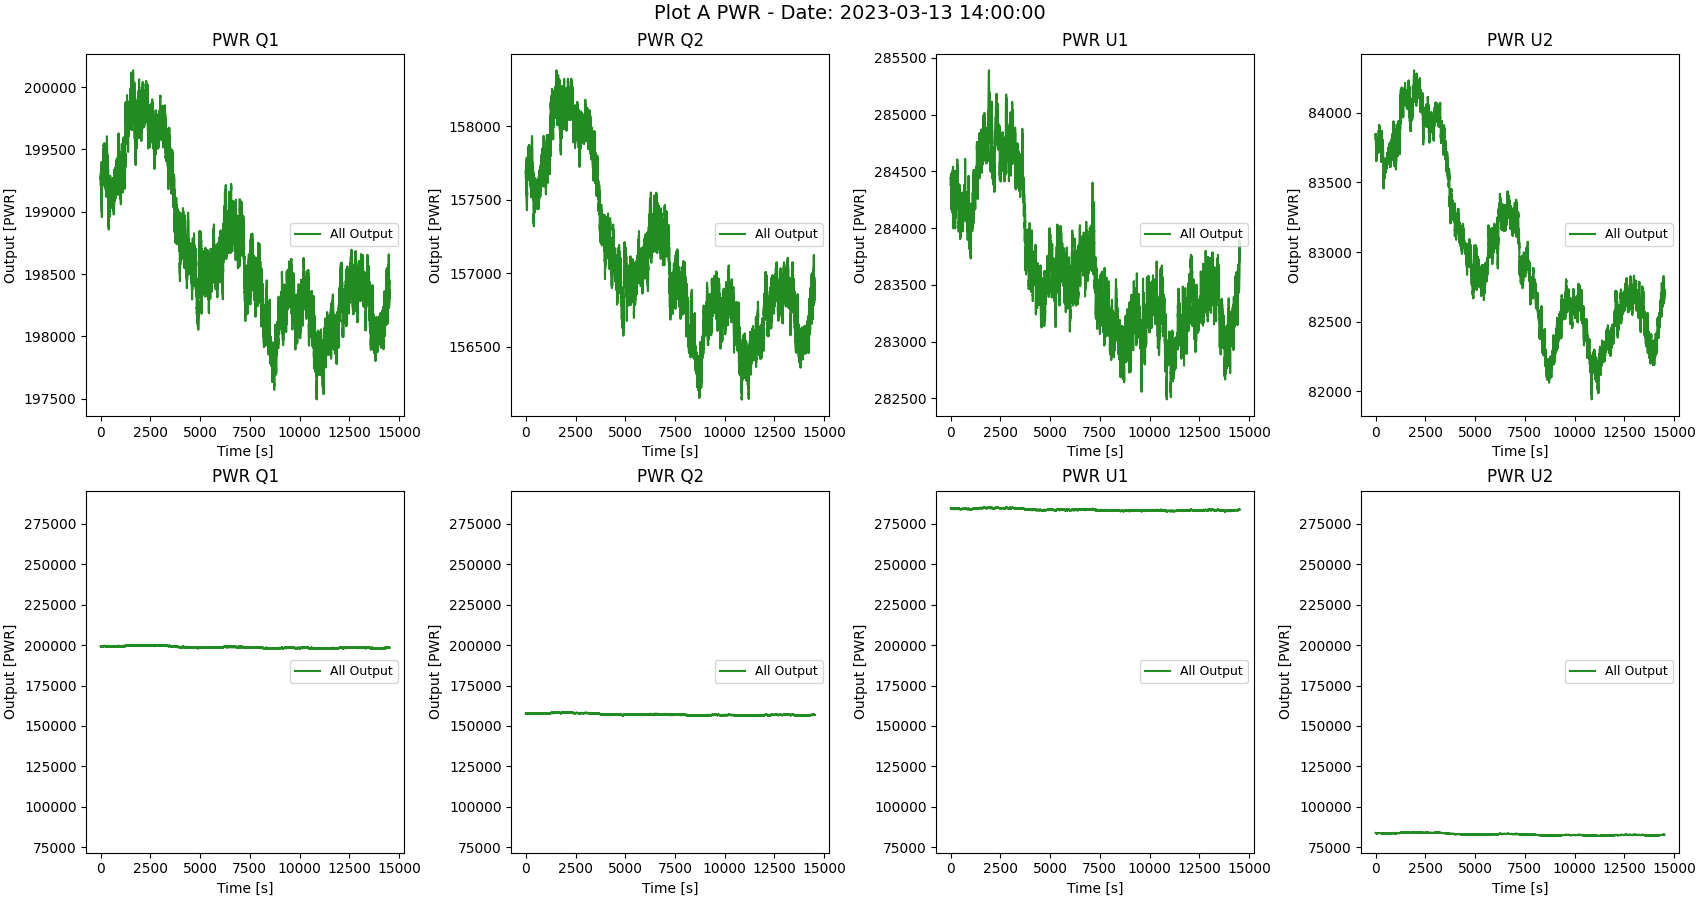 Plot A PWR - Date: 2023-03-13 14:00:00
PWR Q1
Output [PWR]
200000
199500
199000
198500
198000
197500
All Output
0 2500 5000 7500 10000 12500 15000
Time [s]
PWR Q2
Output [PWR]
158000
157500
157000
156500
All Output
0 2500 5000 7500 10000 12500 15000
Time [s]
PWR U1
Output [PWR]
285500
285000
284500
284000
283500
283000
282500
All Output
0 2500 5000 7500 10000 12500 15000
Time [s]
PWR U2
Output [PWR]
84000
83500
83000
82500
82000
All Output
0 2500 5000 7500 10000 12500 15000
Time [s]
PWR Q1
Output [PWR]
275000
250000
225000
200000
175000
150000
125000
100000
75000
All Output
0 2500 5000 7500 10000 12500 15000
Time [s]
PWR Q2
Output [PWR]
275000
250000
225000
200000
175000
150000
125000
100000
75000
All Output
0 2500 5000 7500 10000 12500 15000
Time [s]
PWR U1
Output [PWR]
275000
250000
225000
200000
175000
150000
125000
100000
75000
All Output
0 2500 5000 7500 10000 12500 15000
Time [s]
PWR U2
Output [PWR]
275000
250000
225000
200000
175000
150000
125000
100000
75000
All Output
0 2500 5000 7500 10000 12500 15000
Time [s]